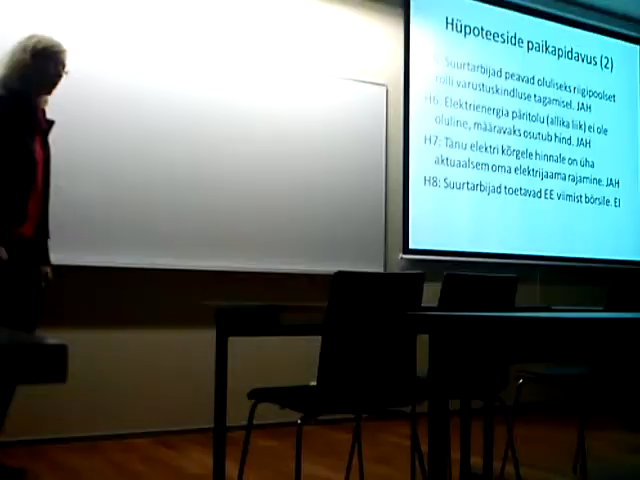 Hüpoteeside paikapidavus (2)
Suurtarbijad peavad oluliseks riigipoolset
rolli varustuskindluse tagamisel. JAH
H6: Elektrienergia päritolu (allika liik) ei ole
oluline, määravaks osutub hind. JAH
H7: Tänu elektri kõrgele hinnale on üha
aktuaalsem oma elektrijaama rajamine. JAH
H8: Suurtarbijad toetavad EE viimist börsile. EI